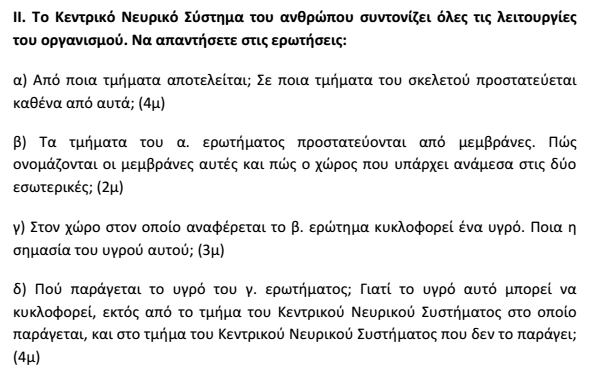 II. Το Κεντρικό Νευρικό Σύστημα του ανθρώπου συντονίζει όλες τις λειτουργίες
του οργανισμού. Να απαντήσετε στις ερωτήσεις:
α) Από ποια τμήματα αποτελείται; Σε ποια τμήματα του σκελετού προστατεύεται
καθένα από αυτά; (4μ)
β) Τα τμήματα του α. ερωτήματος προστατεύονται από μεμβράνες. Πώς
ονομάζονται οι μεμβράνες αυτές και πώς ο χώρος που υπάρχει ανάμεσα στις δύο
εσωτερικές; (2μ)
γ) Στον χώρο στον οποίο αναφέρεται το β. ερώτημα κυκλοφορεί ένα υγρό. Ποια η
σημασία του υγρού αυτού; (3μ)
δ) Πού παράγεται το υγρό του γ. ερωτήματος; Γιατί το υγρό αυτό μπορεί να
κυκλοφορεί, εκτός από το τμήμα του Κεντρικού Νευρικού Συστήματος στο οποίο
παράγεται, και στο τμήμα του Κεντρικού Νευρικού Συστήματος που δεν το παράγει;
(4μ)